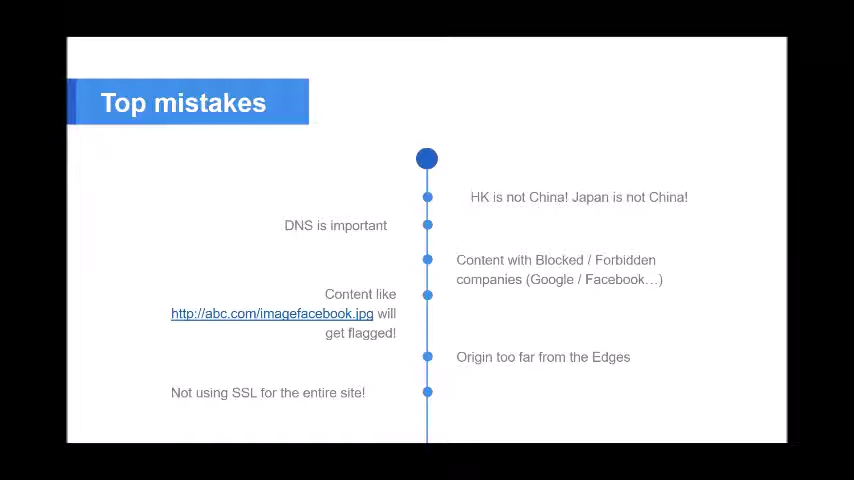 Top mistakes
HK is not China! Japan is not China!
DNS is important
Content with Blocked / Forbidden
companies (Google / Facebook…)
Content like
http://abc.com/imagefacebook.jpg will
get flagged!
Origin too far from the Edges
Not using SSL for the entire site!